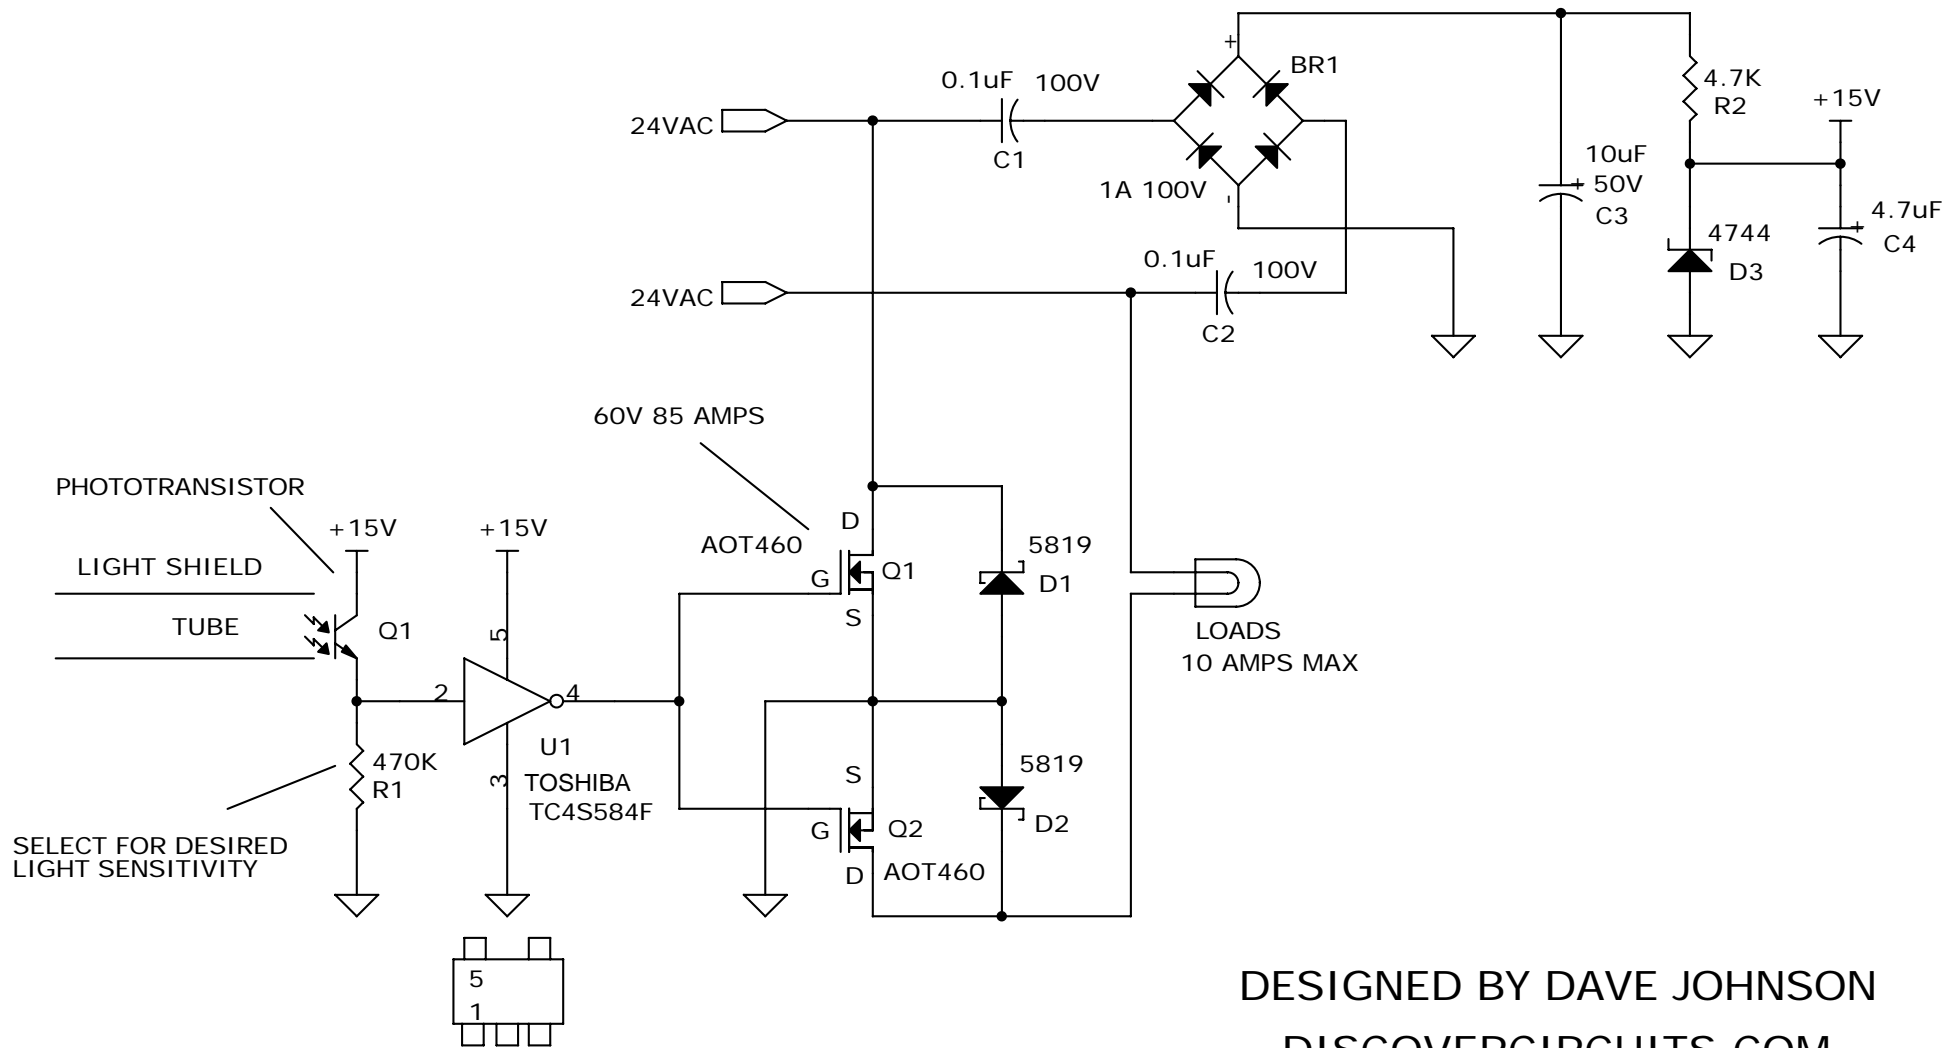 +
BR1
0.1uF 100V
4.7K
R2
+15V
24VAC
C1
10uF
+ 50V
C3
1A 100V
-
4.7uF
+
C4
4744
D3
0.1uF 100V
24VAC
C2
60V 85 AMPS
PHOTOTRANSISTOR
+15V
+15V
D
AOT460
5819
LIGHT SHIELD
G
Q1
D1
S
TUBE
Q1
5
LOADS
10 AMPS MAX
2
4
U1
470K
R1
3
TOSHIBA
TC4S584F
S
5819
SELECT FOR DESIRED
LIGHT SENSITIVITY
G
Q2
D2
D
AOT460
5
1
DESIGNED BY DAVE JOHNSON
DISCOVERCIRCUITS.COM